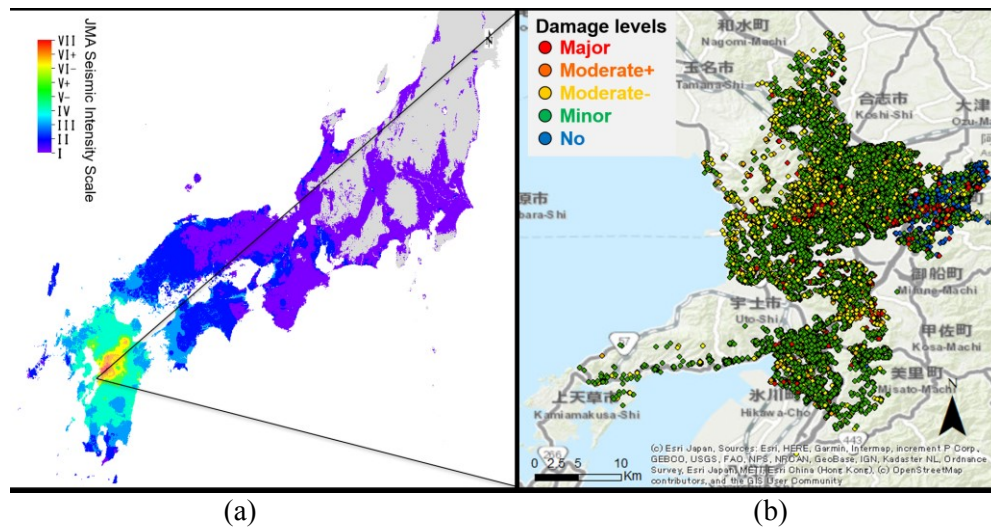 JMA Seismic Intensity Scale
VII
VI+
VI-
V+
V-
IV
III
II
I
Damage levels
Major
Moderate+
Moderate-
Minor
No
和水町
Nagomi-Machi
玉名市
Tamana-Shi
合志市
Koshi-Shi
大津
Ozu-Ma
原市
bara-Shi
町
御船町
Mifune-Machi
宇土市
Uto-Shi
甲佐町
Kosa-Machi
57
美里町
Misato-Machi
上天草市
Kamiamakusa-Shi
氷川町
Hikawa-Cho
N
443
266
(c) Esri Japan, Sources: Esri, HERE, Garmin, Intermap, increment P Corp.,
GEBCO, USGS, FAO, NPS, NRCAN, GeoBase, IGN, Kadaster NL, Ordnance
Survey, Esri Japan, METI, Esri China (Hong Kong), (c) OpenStreetMap
contributors, and the GIS User Community
0 2.5 5 10
Km
(a)
(b)